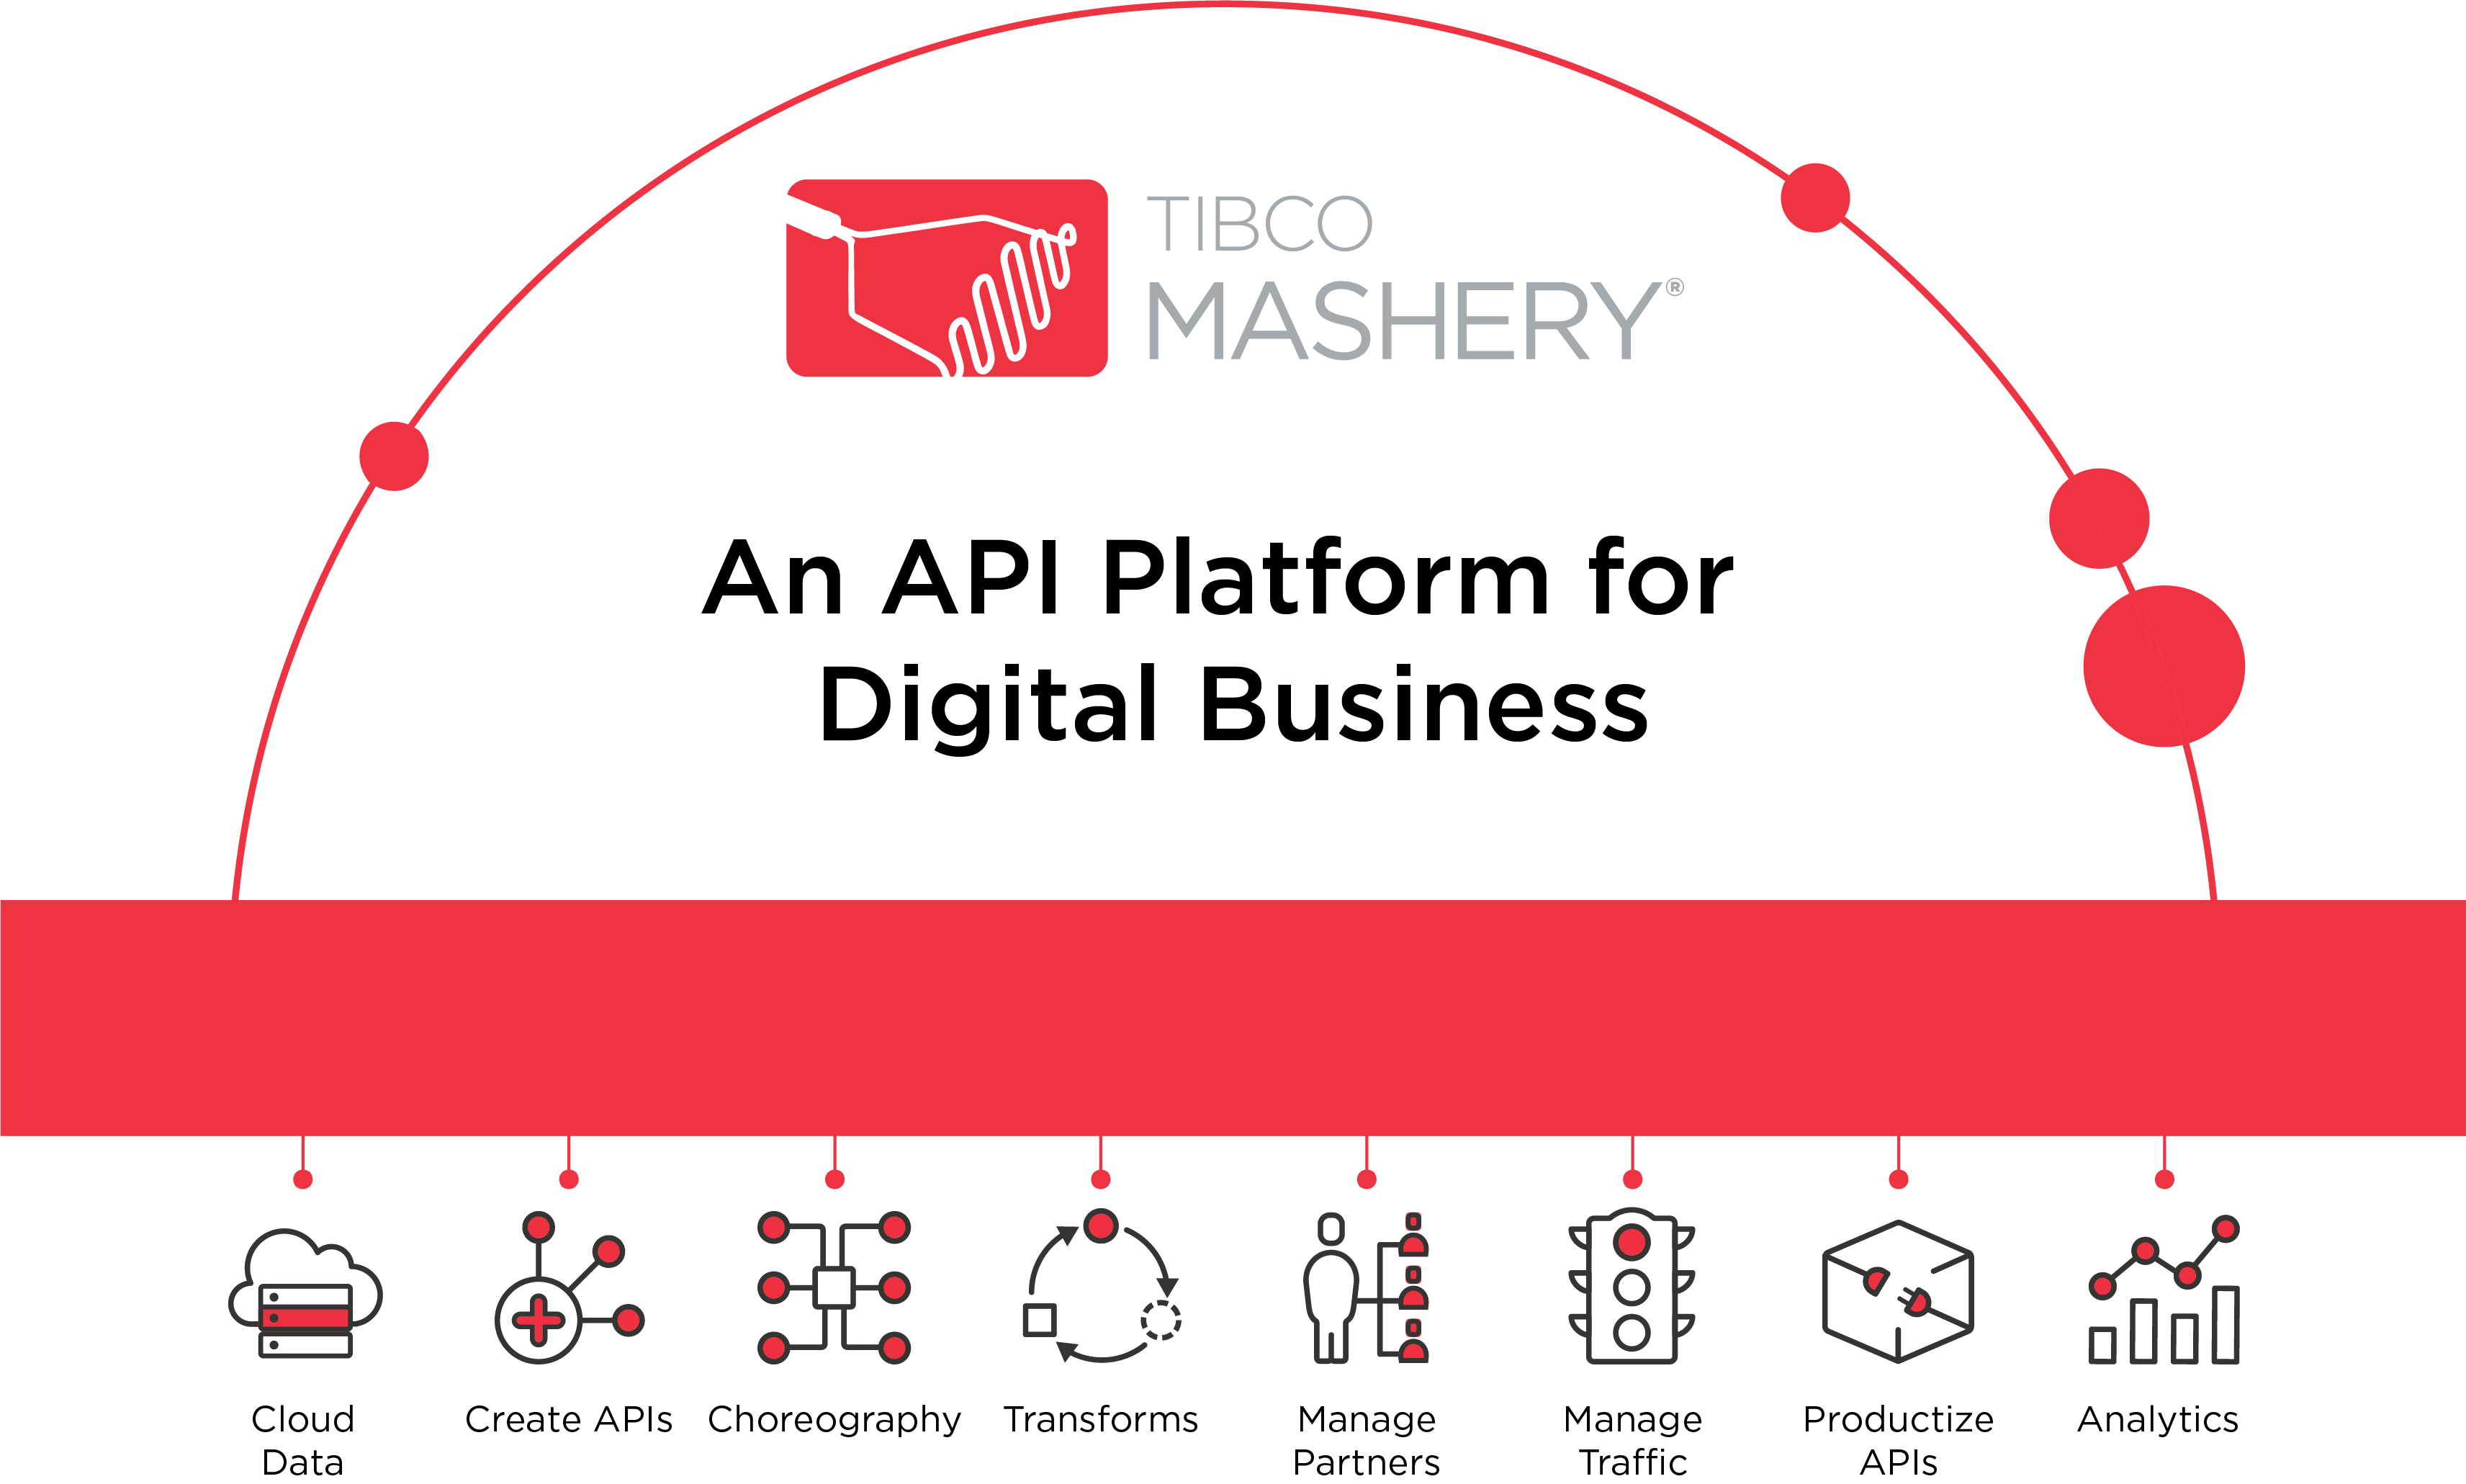 TIBCO
MASHERY®
An API Platform for
Digital Business
Cloud
Data
Create APIs
Choreography
Transforms
Manage
Partners
Manage
Traffic
Productize
APIs
Analytics